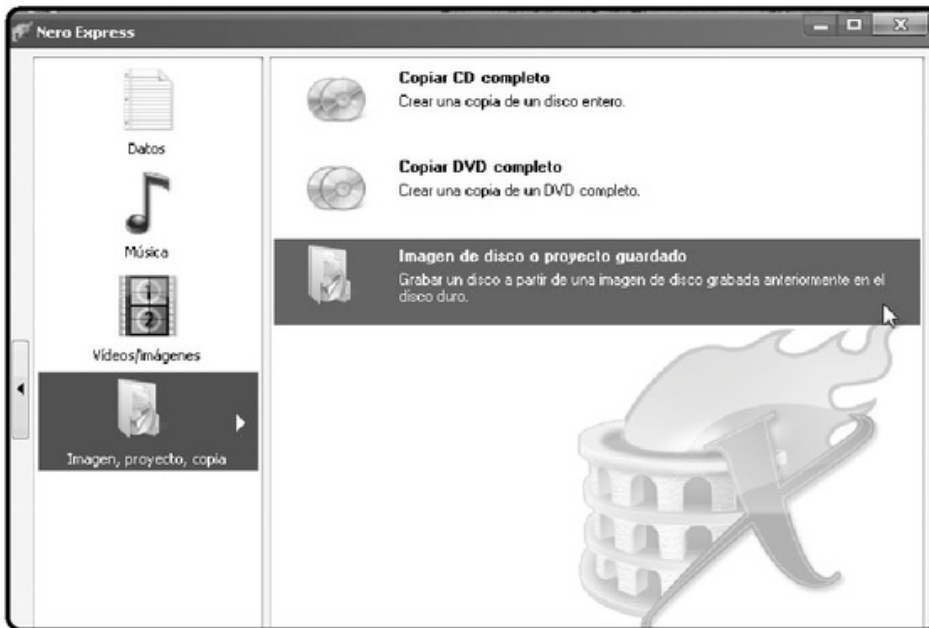 Nero Express
Datos
Música
1
2
Vídeos/imágenes
Imagen, proyecto, copia
Copiar CD completo
Crear una copia de un disco entero.
Copiar DVD completo
Crear una copia de un DVD completo.
Imagen de disco o proyecto guardado
Grabar un disco a partir de una imagen de disco grabada anteriormente en el
disco duro.